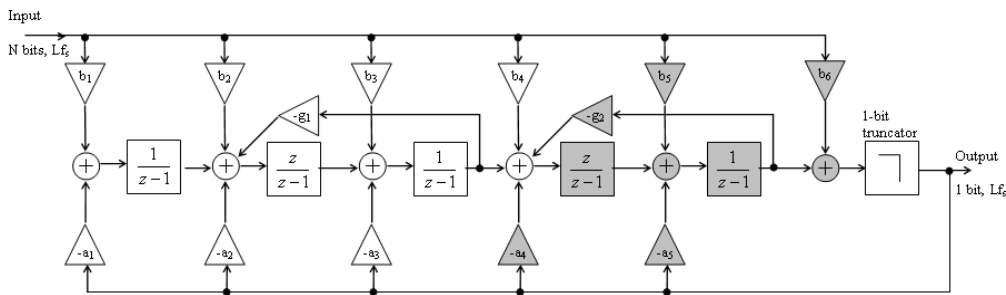 Input
N bits, Lfs
b1
b2
b3
b4
b5
b6
-g1
-g2
1-bit
truncator
1
z−1
z
z−1
1
z−1
z
z−1
1
z−1
Output
1 bit, Lfs
-a1
-a2
-a3
-a4
-a5